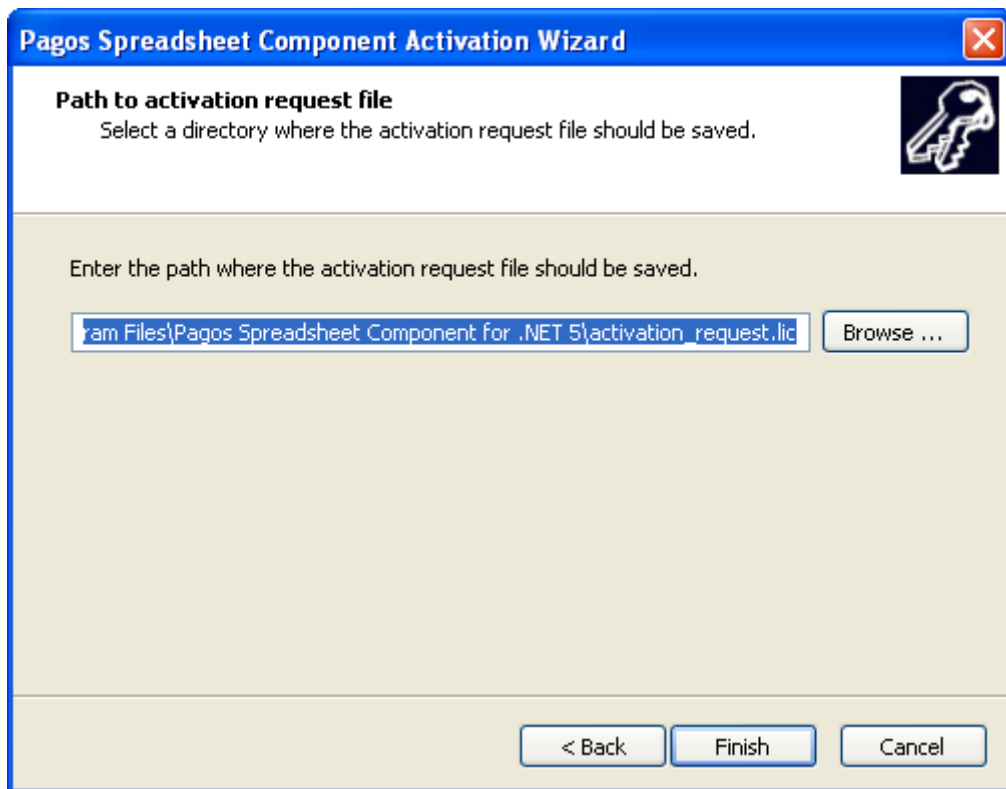 Pagos Spreadsheet Component Activation Wizard
Path to activation request file
Select a directory where the activation request file should be saved.
Enter the path where the activation request file should be saved.
ram Files\Pagos Spreadsheet Component for .NET 5\activation_request.lic
Browse ...
< Back
Finish
Cancel